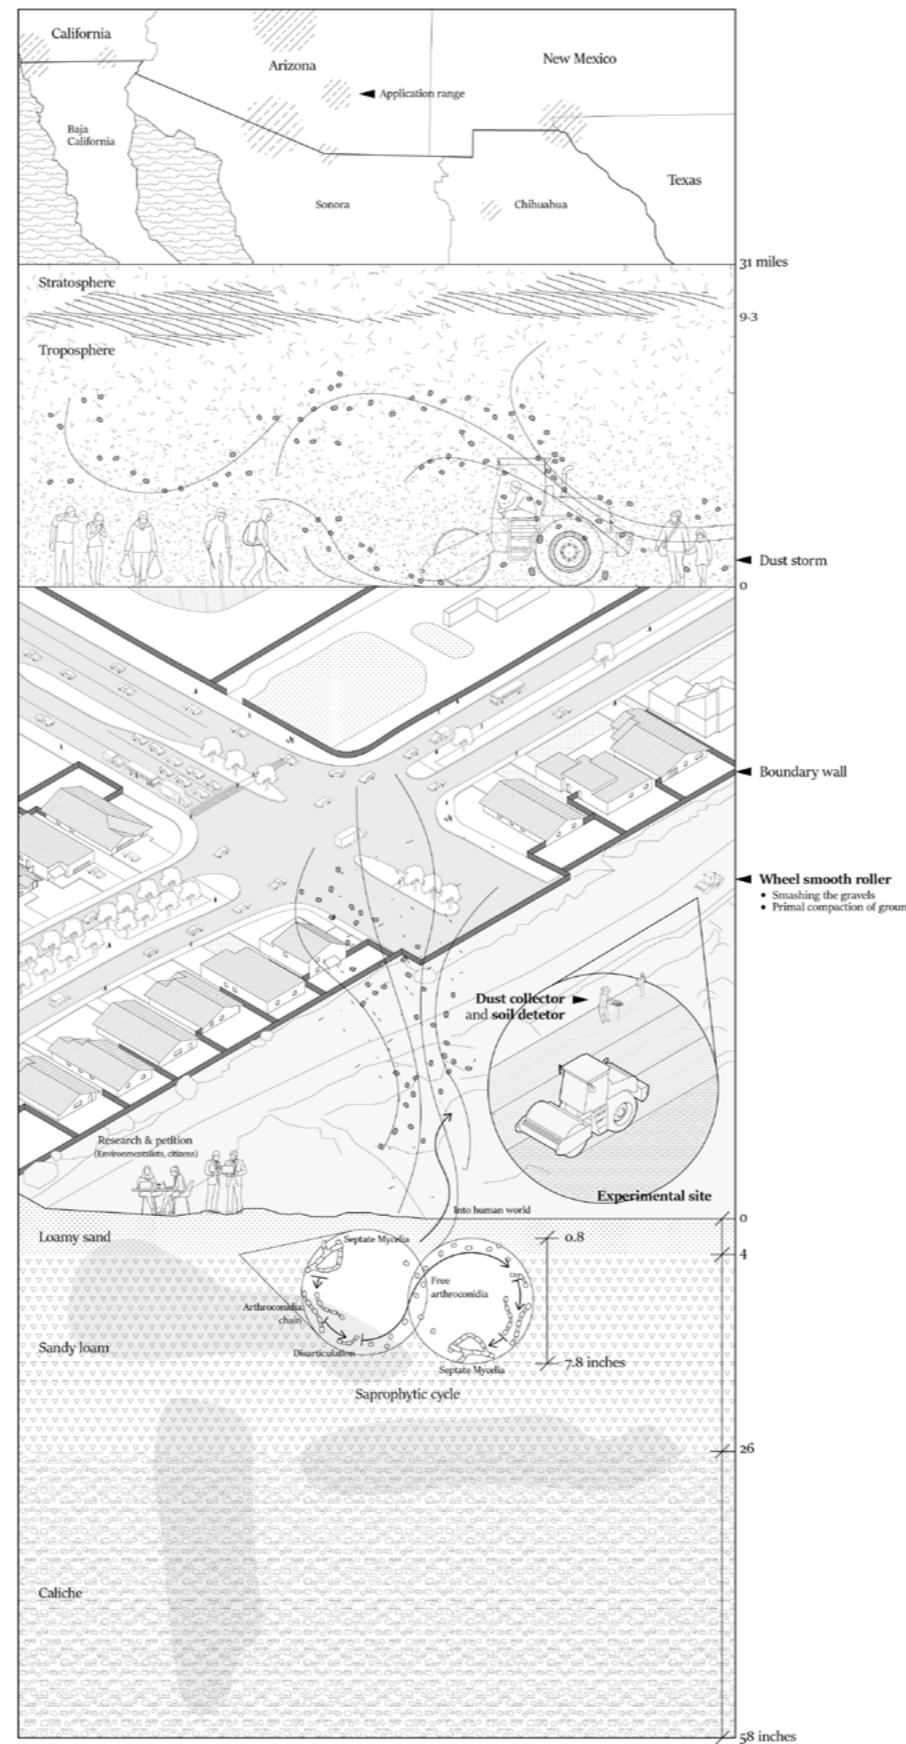 California
Arizona
New Mexico
Application range
Baja
California
Texas
Sonora
Chihuahua
31 miles
Stratosphere
9.3
Troposphere
Dust storm
0
Boundary wall
Wheel smooth roller
• Smashing the gravels
• Primal compaction of groun
Dust collector
and soil detetor
Research & petition
(Environmentalists, citizens)
Experimental site
Into human world
0
Loamy sand
Septate Mycelia
0.8
4
Free
arthroconidia
Arthroconidia
chain
Sandy loam
Disarticulation
7.8 inches
Septate Mycelia
Saprophytic cycle
26
Caliche
58 inches